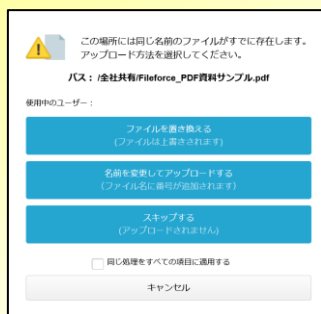 この場所には同じ名前のファイルがすでに存在します。
アップロード方法を選択してください。
パス： /全社共有/Fileforce_PDF資料サンプル.pdf
使用中のユーザー：
ファイルを置き換える
(ファイルは上書きされます)
名前を変更してアップロードする
(ファイル名に番号が追加されます)
スキップする
(アップロードされません)
同じ処理をすべての項目に適用する
キャンセル